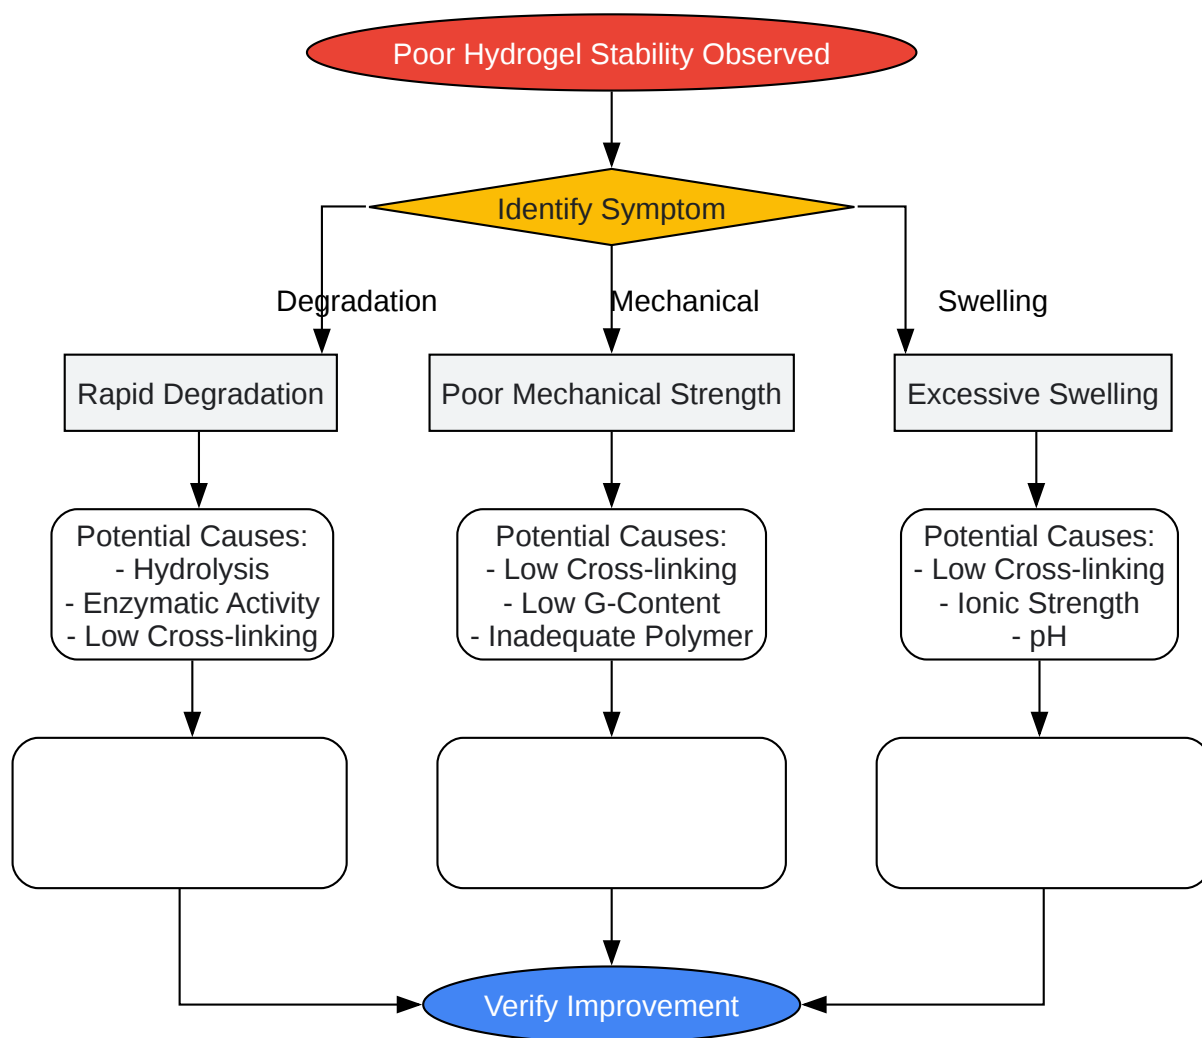 Poor Hydrogel Stability Observed
Identify Symptom
Degradation
Mechanical
Swelling
Rapid Degradation
Poor Mechanical Strength
Excessive Swelling
Potential Causes:
- Hydrolysis
- Enzymatic Activity
- Low Cross-linking
Potential Causes:
- Low Cross-linking
- Low G-Content
- Inadequate Polymer
Potential Causes:
- Low Cross-linking
- Ionic Strength
- pH
Verify Improvement